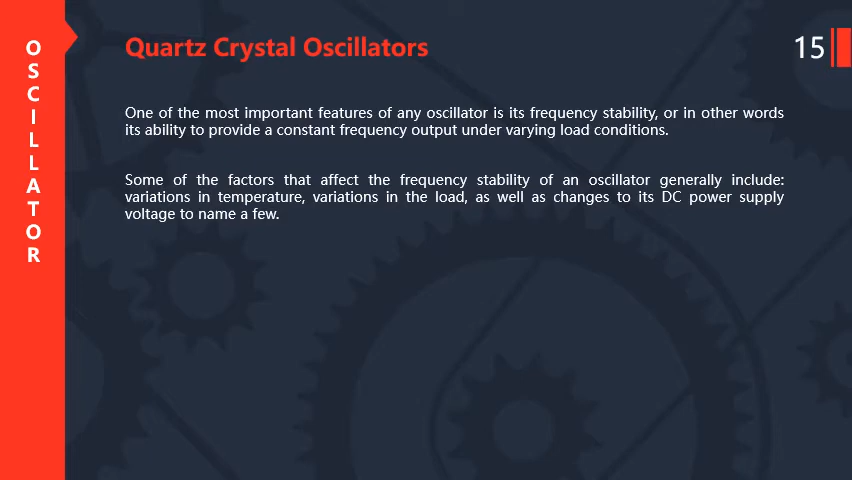 OSCILLATOR
Quartz Crystal Oscillators
15
One of the most important features of any oscillator is its frequency stability, or in other words
its ability to provide a constant frequency output under varying load conditions.
Some of the factors that affect the frequency stability of an oscillator generally include:
variations in temperature, variations in the load, as well as changes to its DC power supply
voltage to name a few.